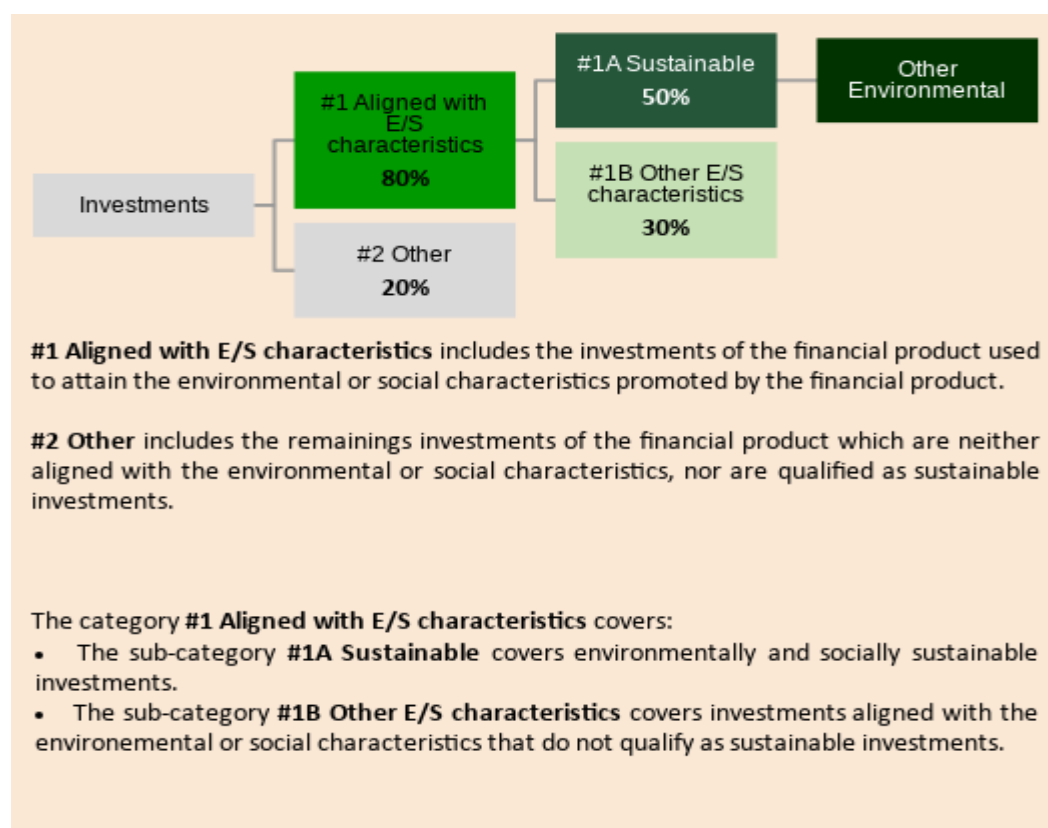 #1A Sustainable
50%
Other
Environmental
#1 Aligned with
E/S
characteristics
80%
#1B Other E/S
characteristics
30%
Investments
#2 Other
20%
#1 Aligned with E/S characteristics includes the investments of the financial product used
to attain the environmental or social characteristics promoted by the financial product.
#2 Other includes the remainings investments of the financial product which are neither
aligned with the environmental or social characteristics, nor are qualified as sustainable
investments.
The category #1 Aligned with E/S characteristics covers:
• The sub-category #1A Sustainable covers environmentally and socially sustainable
investments.
• The sub-category #1B Other E/S characteristics covers investments aligned with the
environemental or social characteristics that do not qualify as sustainable investments.